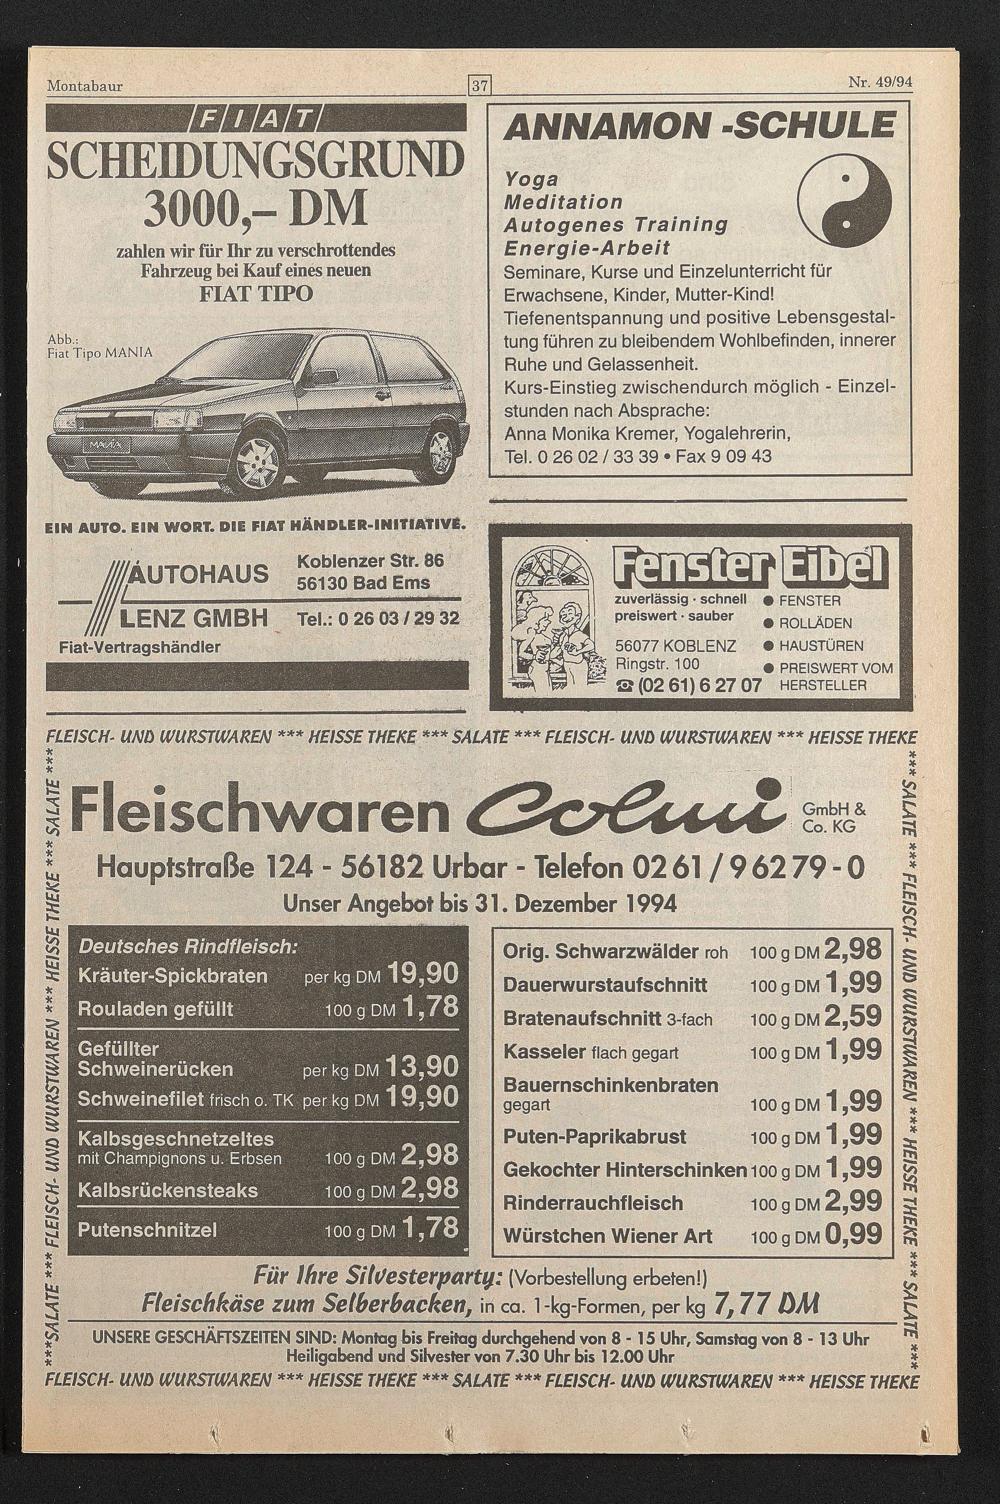 Montabaur
37
Nr. 49/94
FIAT
SCHEIDUNGSGRUND
3000,– DM
zahlen wir für Ihr zu verschrottendes
Fahrzeug bei Kauf eines neuen
FIAT TIPO
Abb.:
Fiat Tipo MANIA
MANIA
EIN AUTO. EIN WORT. DIE FIAT HÄNDLER-INITIATIVE.
AUTOHAUS
LENZ GMBH
Fiat-Vertragshändler
Koblenzer Str. 86
56130 Bad Ems
Tel.: 0 26 03 / 29 32
ANNAMON -SCHULE
Yoga
Meditation
Autogenes Training
Energie-Arbeit
Seminare, Kurse und Einzelunterricht für
Erwachsene, Kinder, Mutter-Kind!
Tiefenentspannung und positive Lebensgestal-
tung führen zu bleibendem Wohlbefinden, innerer
Ruhe und Gelassenheit.
Kurs-Einstieg zwischendurch möglich - Einzel-
stunden nach Absprache:
Anna Monika Kremer, Yogalehrerin,
Tel. 0 26 02 / 33 39 • Fax 9 09 43
Fenster Eibel
zuverlässig · schnell
preiswert · sauber
56077 KOBLENZ
Ringstr. 100
☎ (02 61) 6 27 07
● FENSTER
● ROLLÄDEN
● HAUSTÜREN
● PREISWERT VOM
HERSTELLER
FLEISCH- UND WURSTWAREN *** HEISSE THEKE *** SALATE *** FLEISCH- UND WURSTWAREN *** HEISSE THEKE
***SALATE *** FLEISCH- UND WURSTWAREN *** HEISSE THEKE *** SALATE ***
*** SALATE *** FLEISCH- UND WURSTWAREN *** HEISSE THEKE *** SALATE ***
Fleischwaren Colmi GmbH &
Co. KG
Hauptstraße 124 - 56182 Urbar - Telefon 02 61 / 9 62 79 - 0
Unser Angebot bis 31. Dezember 1994
Deutsches Rindfleisch:
Kräuter-Spickbraten per kg DM 19,90
Rouladen gefüllt 100 g DM 1,78
Gefüllter
Schweinerücken per kg DM 13,90
Schweinefilet frisch o. TK per kg DM 19,90
Kalbsgeschnetzeltes
mit Champignons u. Erbsen 100 g DM 2,98
Kalbsrückensteaks 100 g DM 2,98
Putenschnitzel 100 g DM 1,78
Orig. Schwarzwälder roh 100 g DM 2,98
Dauerwurstaufschnitt 100 g DM 1,99
Bratenaufschnitt 3-fach 100 g DM 2,59
Kasseler flach gegart 100 g DM 1,99
Bauernschinkenbraten
gegart 100 g DM 1,99
Puten-Paprikabrust 100 g DM 1,99
Gekochter Hinterschinken 100 g DM 1,99
Rinderrauchfleisch 100 g DM 2,99
Würstchen Wiener Art 100 g DM 0,99
Für Ihre Silvesterparty: (Vorbestellung erbeten!)
Fleischkäse zum Selberbacken, in ca. 1-kg-Formen, per kg 7,77 DM
UNSERE GESCHÄFTSZEITEN SIND: Montag bis Freitag durchgehend von 8 - 15 Uhr, Samstag von 8 - 13 Uhr
Heiligabend und Silvester von 7.30 Uhr bis 12.00 Uhr
FLEISCH- UND WURSTWAREN *** HEISSE THEKE *** SALATE *** FLEISCH- UND WURSTWAREN *** HEISSE THEKE